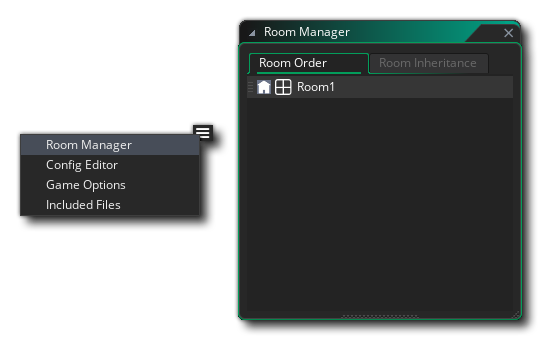 Room Manager
Config Editor
Game Options
Included Files
Room Manager
Room Order
Room Inheritance
Room1